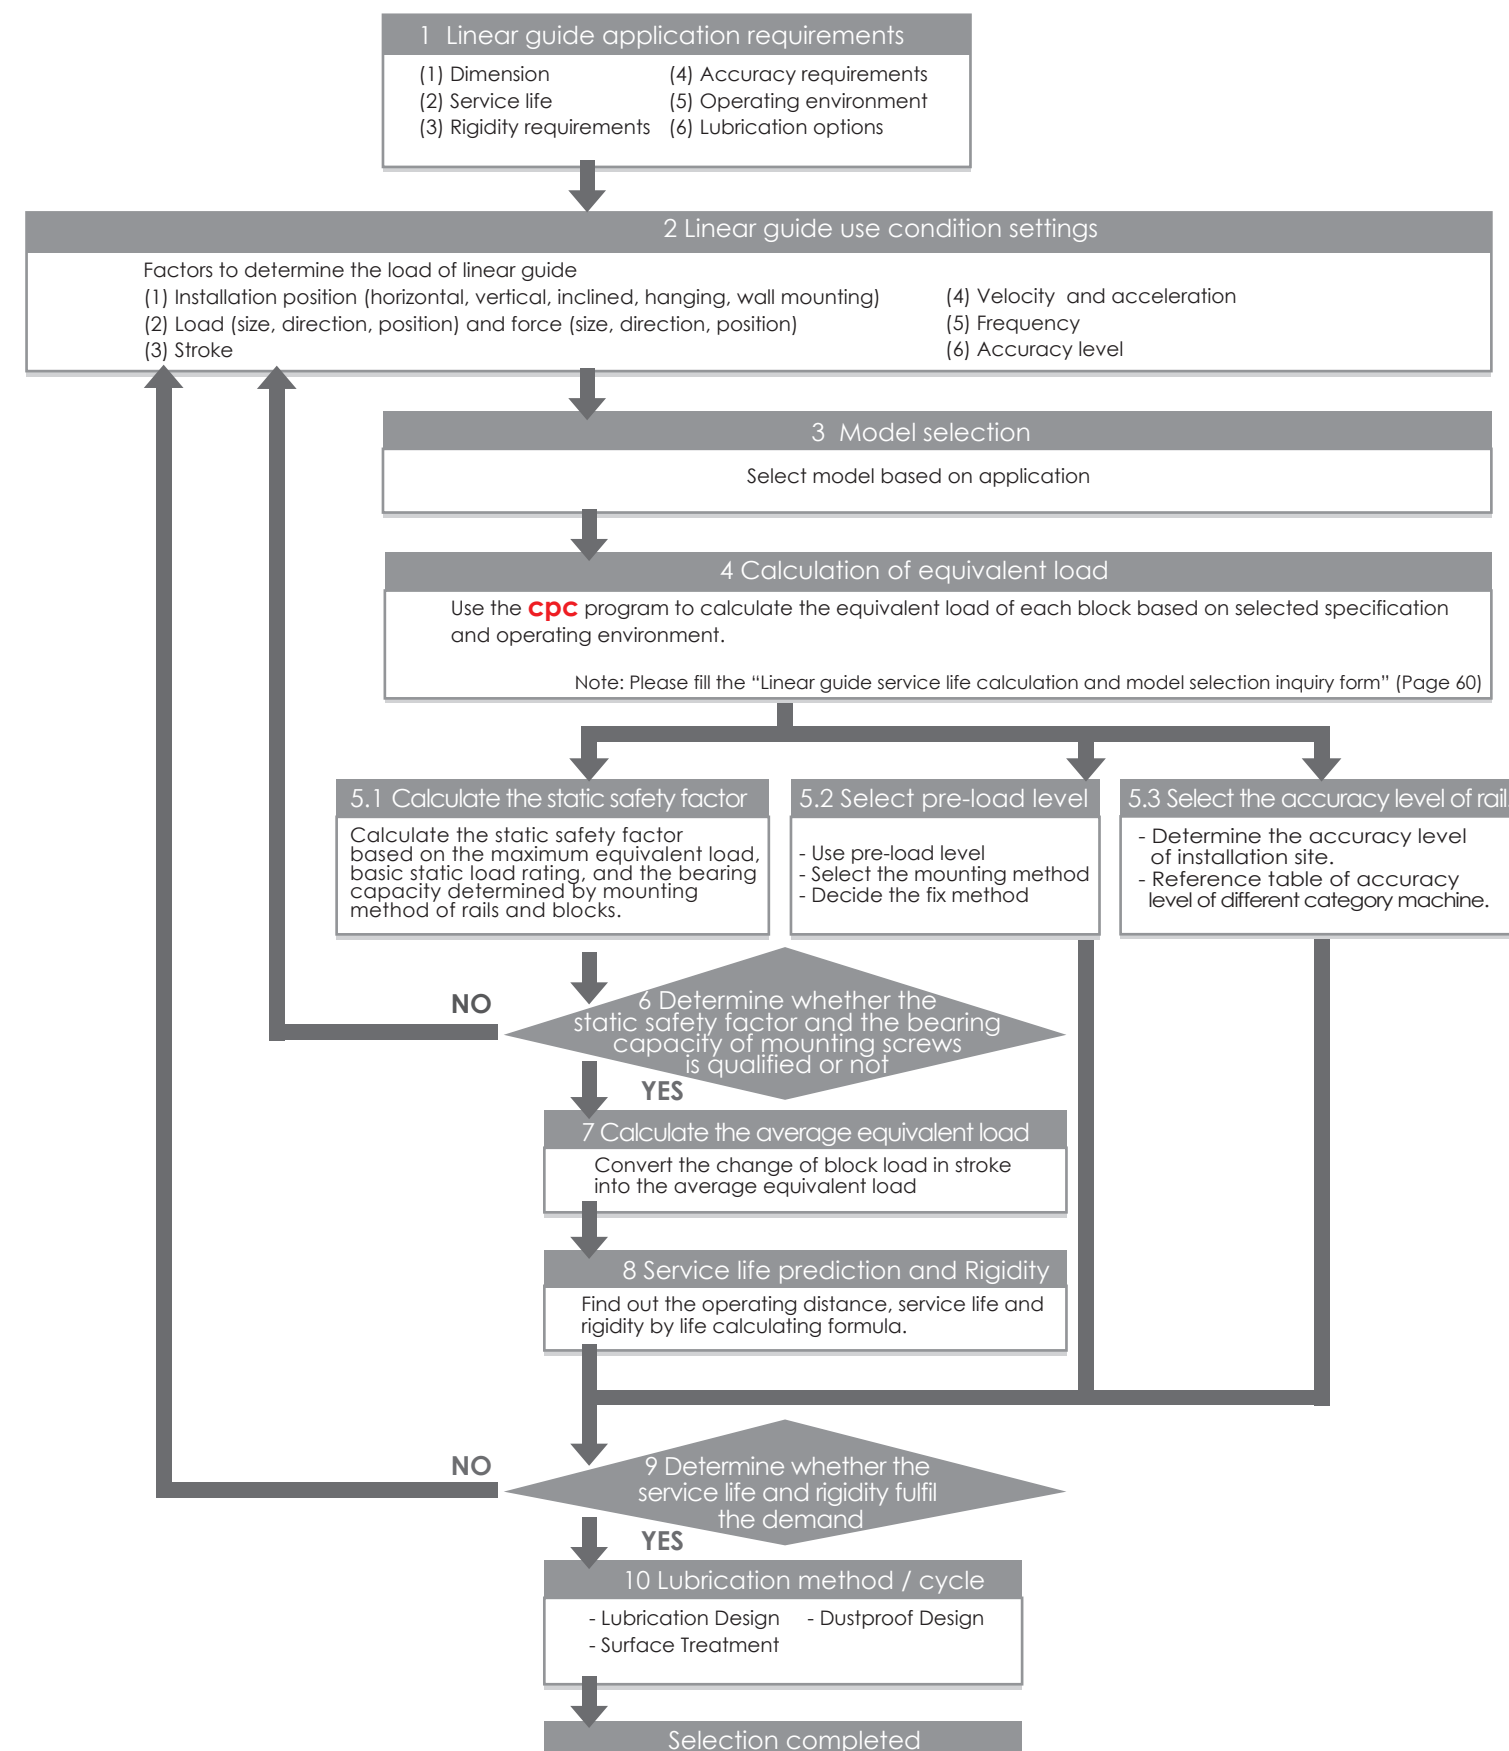 1 Linear guide application requirements
(1) Dimension
(2) Service life
(3) Rigidity requirements
(4) Accuracy requirements
(5) Operating environment
(6) Lubrication options
2 Linear guide use condition settings
Factors to determine the load of linear guide
(1) Installation position (horizontal, vertical, inclined, hanging, wall mounting)
(2) Load (size, direction, position) and force (size, direction, position)
(3) Stroke
(4) Velocity and acceleration
(5) Frequency
(6) Accuracy level
3 Model selection
Select model based on application
4 Calculation of equivalent load
Use the cpc program to calculate the equivalent load of each block based on selected specification
and operating environment.
Note: Please fill the “Linear guide service life calculation and model selection inquiry form” (Page 60)
5.1 Calculate the static safety factor
Calculate the static safety factor
based on the maximum equivalent load,
basic static load rating, and the bearing
capacity determined by mounting
method of rails and blocks.
5.2 Select pre-load level
- Use pre-load level
- Select the mounting method
- Decide the fix method
5.3 Select the accuracy level of rail
- Determine the accuracy level
of installation site.
- Reference table of accuracy
level of different category machine.
NO
6 Determine whether the
static safety factor and the bearing
capacity of mounting screws
is qualified or not
YES
7 Calculate the average equivalent load
Convert the change of block load in stroke
into the average equivalent load
8 Service life prediction and Rigidity
Find out the operating distance, service life and
rigidity by life calculating formula.
NO
9 Determine whether the
service life and rigidity fulfil
the demand
YES
10 Lubrication method / cycle
- Lubrication Design
- Dustproof Design
- Surface Treatment
Selection completed